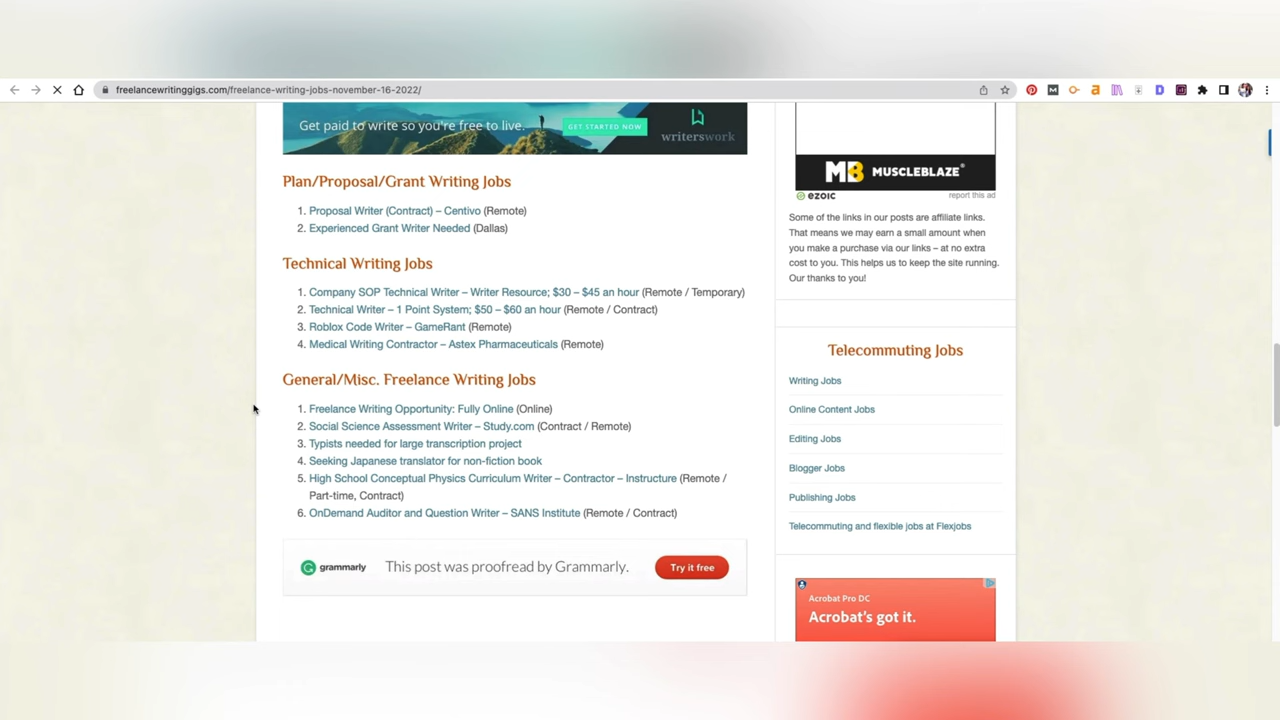 freelancewritinggigs.com/freelance-writing-jobs-november-16-2022/
Get paid to write so you're free to live.
GET STARTED NOW
writerswork
Plan/Proposal/Grant Writing Jobs
1. Proposal Writer (Contract) – Centivo (Remote)
2. Experienced Grant Writer Needed (Dallas)
Technical Writing Jobs
1. Company SOP Technical Writer – Writer Resource; $30 – $45 an hour (Remote / Temporary)
2. Technical Writer – 1 Point System; $50 – $60 an hour (Remote / Contract)
3. Roblox Code Writer – GameRant (Remote)
4. Medical Writing Contractor – Astex Pharmaceuticals (Remote)
General/Misc. Freelance Writing Jobs
1. Freelance Writing Opportunity: Fully Online (Online)
2. Social Science Assessment Writer – Study.com (Contract / Remote)
3. Typists needed for large transcription project
4. Seeking Japanese translator for non-fiction book
5. High School Conceptual Physics Curriculum Writer – Contractor – Instructure (Remote /
Part-time, Contract)
6. OnDemand Auditor and Question Writer – SANS Institute (Remote / Contract)
grammarly
This post was proofread by Grammarly.
Try it free
MB MUSCLEBLAZE®
ezoic
report this ad
Some of the links in our posts are affiliate links.
That means we may earn a small amount when
you make a purchase via our links – at no extra
cost to you. This helps us to keep the site running.
Our thanks to you!
Telecommuting Jobs
Writing Jobs
Online Content Jobs
Editing Jobs
Blogger Jobs
Publishing Jobs
Telecommuting and flexible jobs at Flexjobs
Acrobat Pro DC
Acrobat's got it.